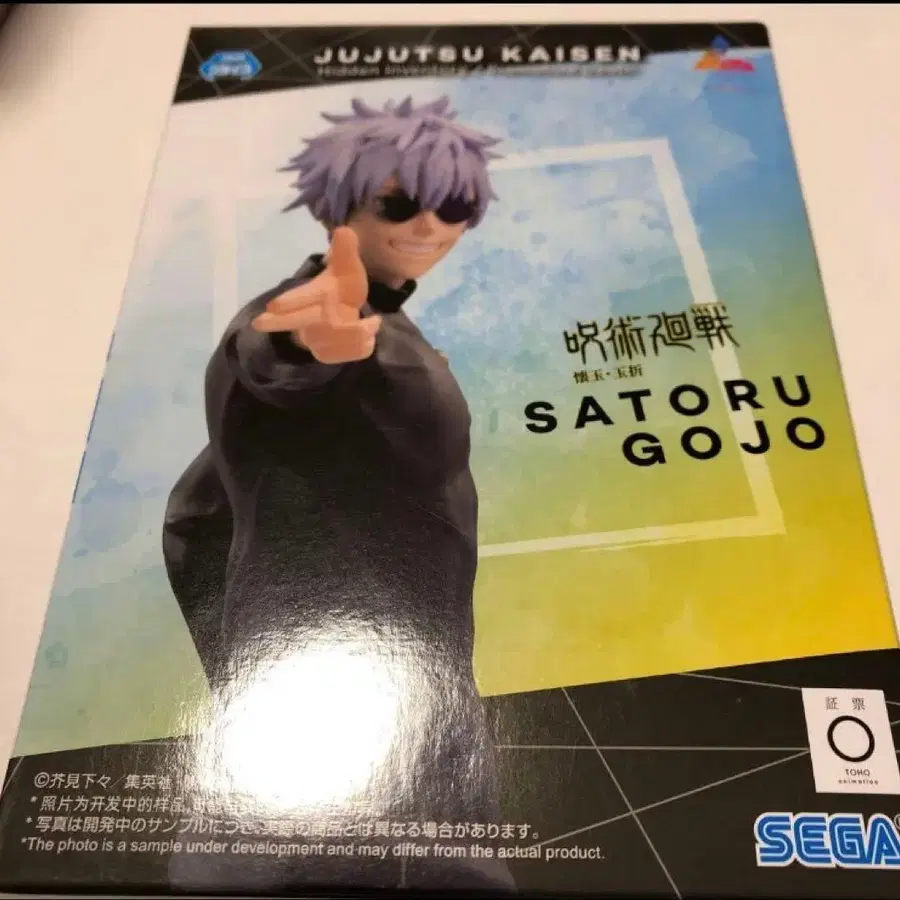 JUJUTSU KAISEN
Hidden Inventory /
呪術廻戦
懐玉・玉折
SATORU
GOJO
証票
TOHO
animation
©芥見下々／集英社
*照片为开发中的样品,
*写真は開発中のサンプルにつき、実際の商品とは異なる場合があります。
*The photo is a sample under development and may differ from the actual product.
SEGA